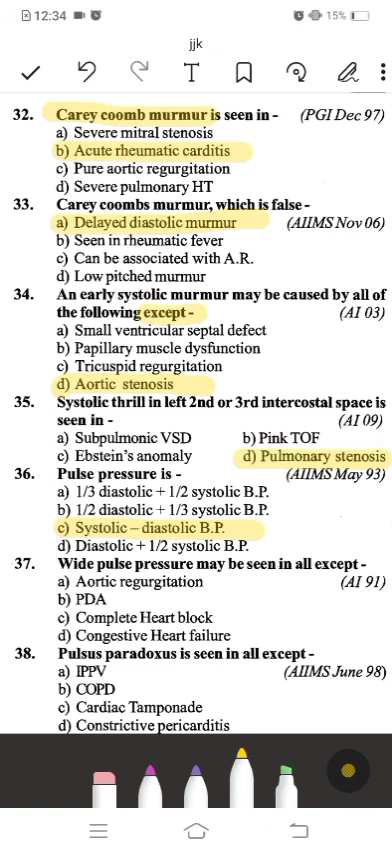 12:34
15%
jjk
T
32. Carey coomb murmur is seen in - (PGI Dec 97)
a) Severe mitral stenosis
b) Acute rheumatic carditis
c) Pure aortic regurgitation
d) Severe pulmonary HT
33. Carey coombs murmur, which is false -
a) Delayed diastolic murmur (AIIMS Nov 06)
b) Seen in rheumatic fever
c) Can be associated with A.R.
d) Low pitched murmur
34. An early systolic murmur may be caused by all of
the following except - (AI 03)
a) Small ventricular septal defect
b) Papillary muscle dysfunction
c) Tricuspid regurgitation
d) Aortic stenosis
35. Systolic thrill in left 2nd or 3rd intercostal space is
seen in - (AI 09)
a) Subpulmonic VSD b) Pink TOF
c) Ebstein's anomaly d) Pulmonary stenosis
36. Pulse pressure is - (AIIMS May 93)
a) 1/3 diastolic + 1/2 systolic B.P.
b) 1/2 diastolic + 1/3 systolic B.P.
c) Systolic – diastolic B.P.
d) Diastolic + 1/2 systolic B.P.
37. Wide pulse pressure may be seen in all except -
a) Aortic regurgitation (AI 91)
b) PDA
c) Complete Heart block
d) Congestive Heart failure
38. Pulsus paradoxus is seen in all except -
a) IPPV (AIIMS June 98)
b) COPD
c) Cardiac Tamponade
d) Constrictive pericarditis